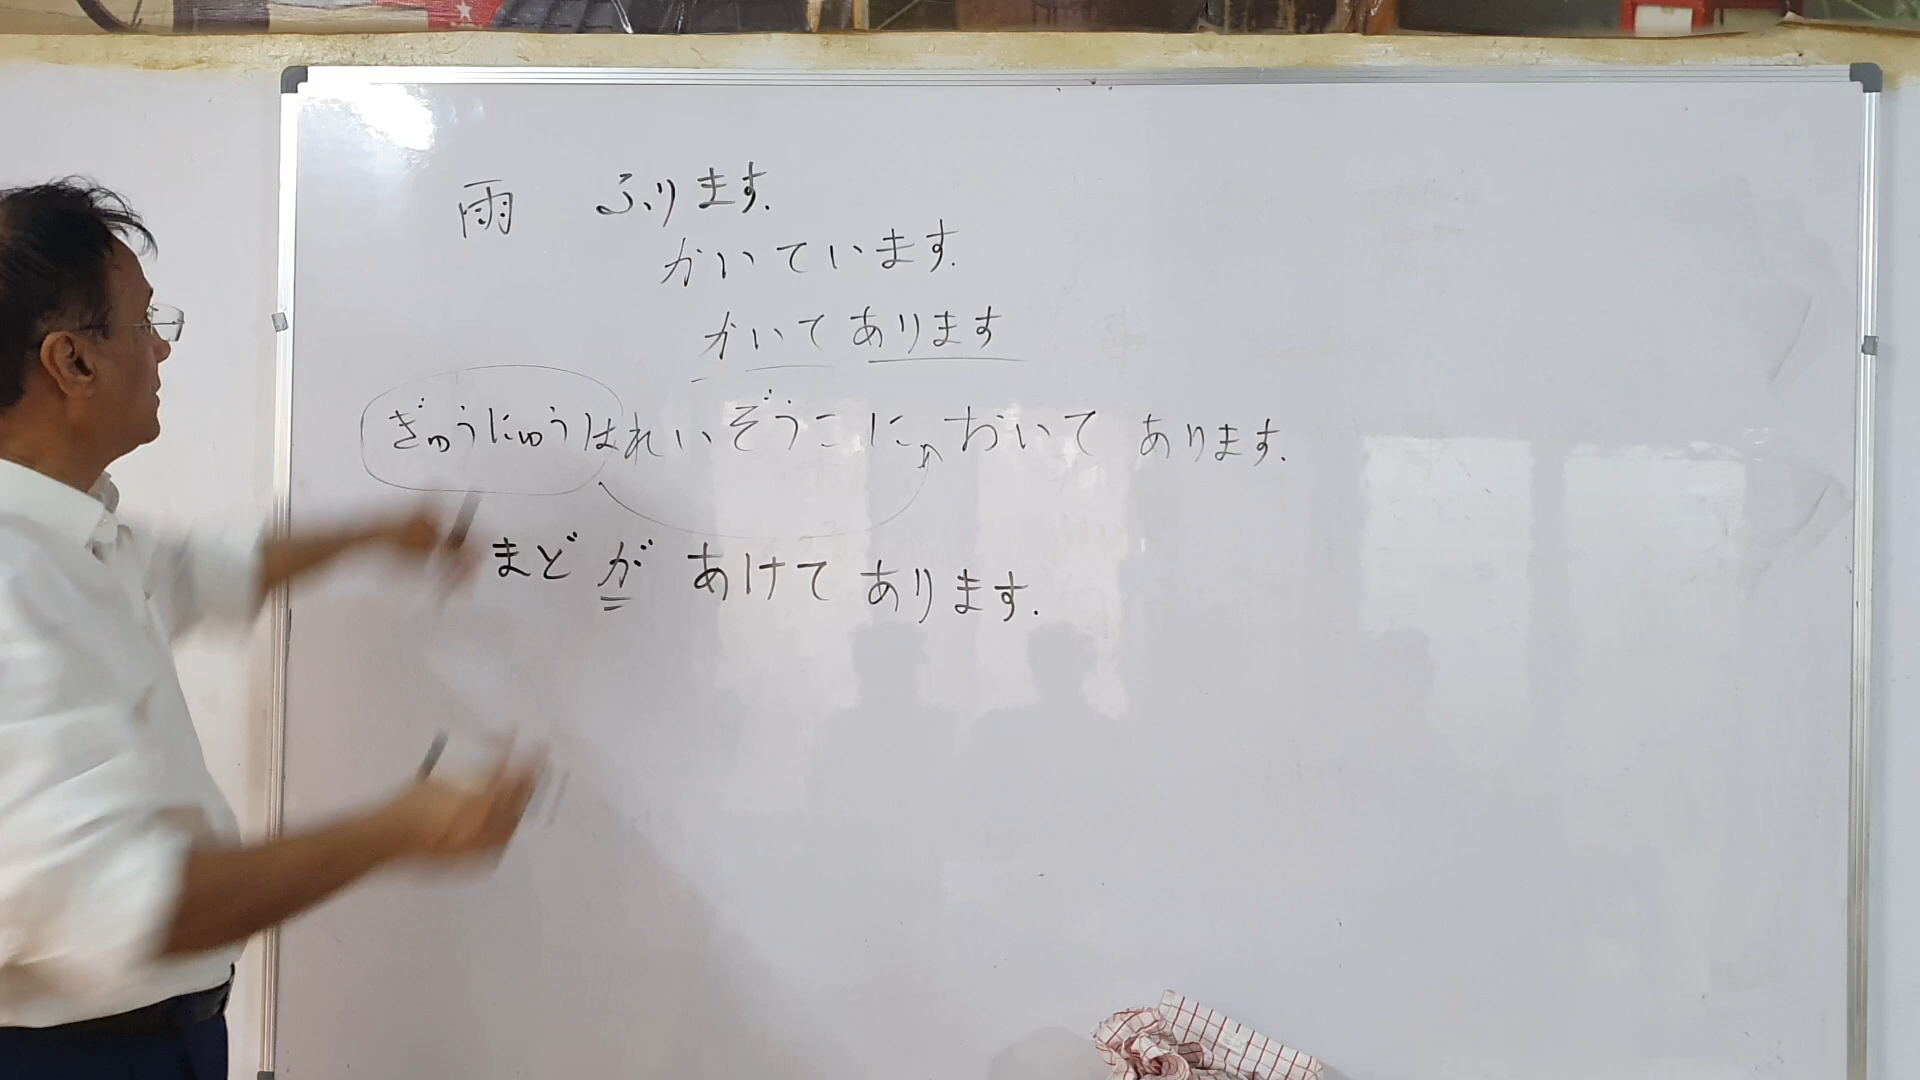 雨 ふります.
かいています.
かいてあります
ぎゅうにゅうはれいぞうこにおいてあります.
まどがあけてあります.